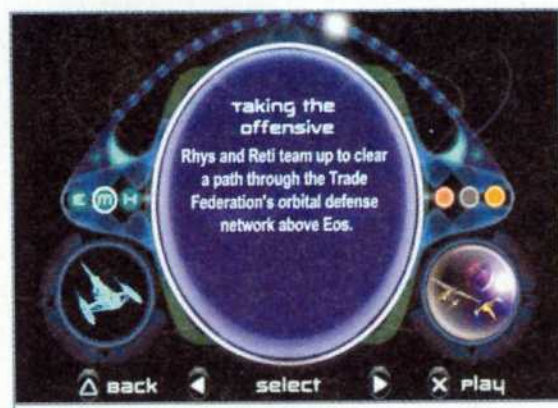 Taking the
offensive
Rhys and Reti team up to clear
a path through the Trade
Federation's orbital defense
network above Eos.
E M H
△ Back ◀ select ▶ X Play